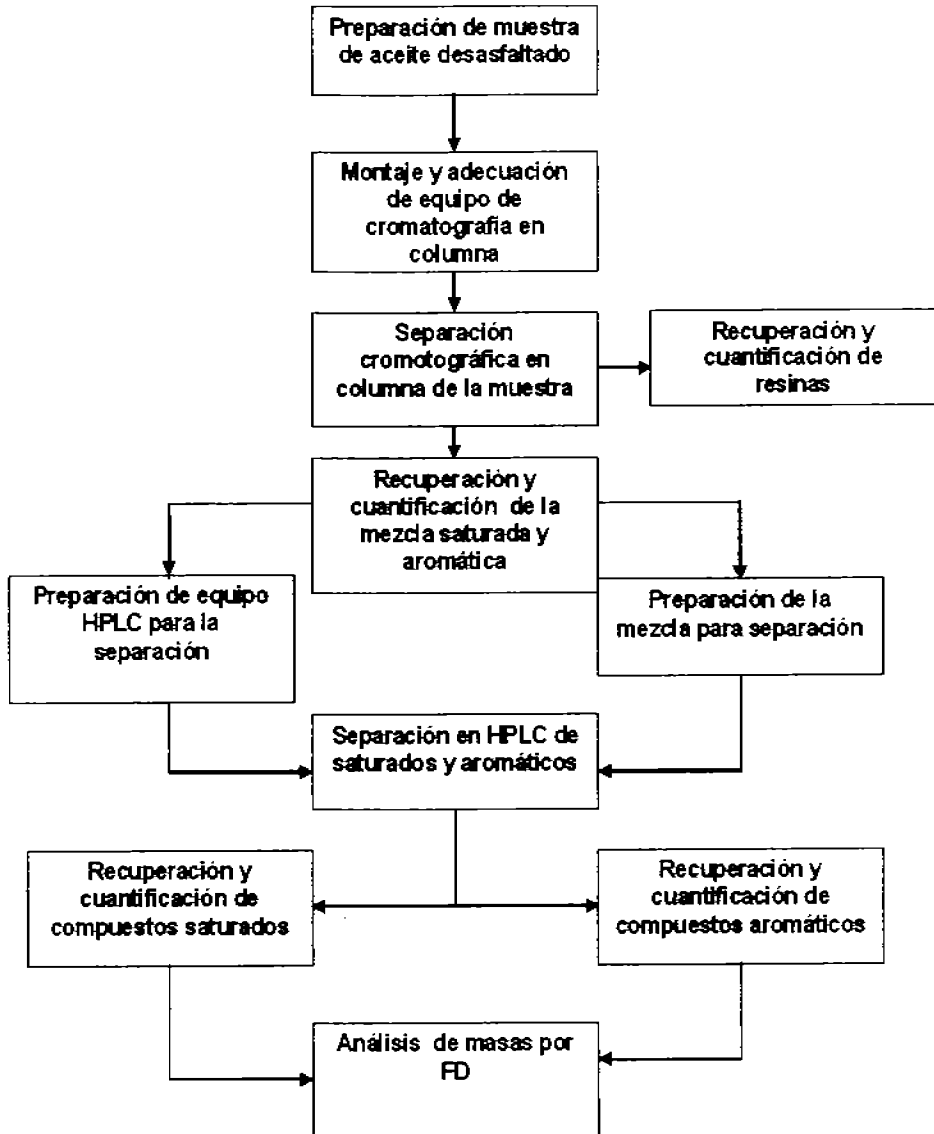 Preparación de muestra
de aceite desasfaltado
Montaje y adecuación
de equipo de
cromatografía en
columna
Separación
cromotográfica en
columna de la muestra
Recuperación y
cuantificación de
resinas
Recuperación y
cuantificación de la
mezcla saturada y
aromática
Preparación de equipo
HPLC para la
separación
Preparación de la
mezcla para separación
Separación en HPLC de
saturados y aromáticos
Recuperación y
cuantificación de
compuestos saturados
Recuperación y
cuantificación de
compuestos aromáticos
Análisis de masas por
FD